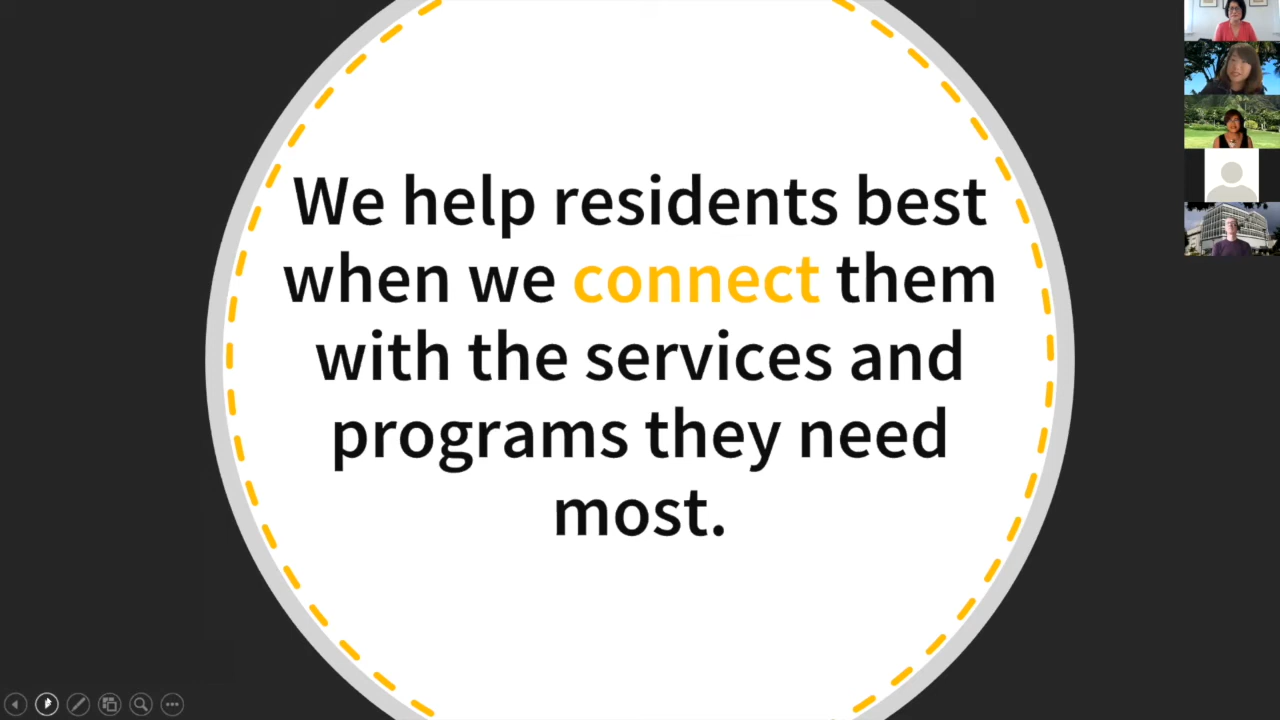 We help residents best
when we connect them
with the services and
programs they need
most.